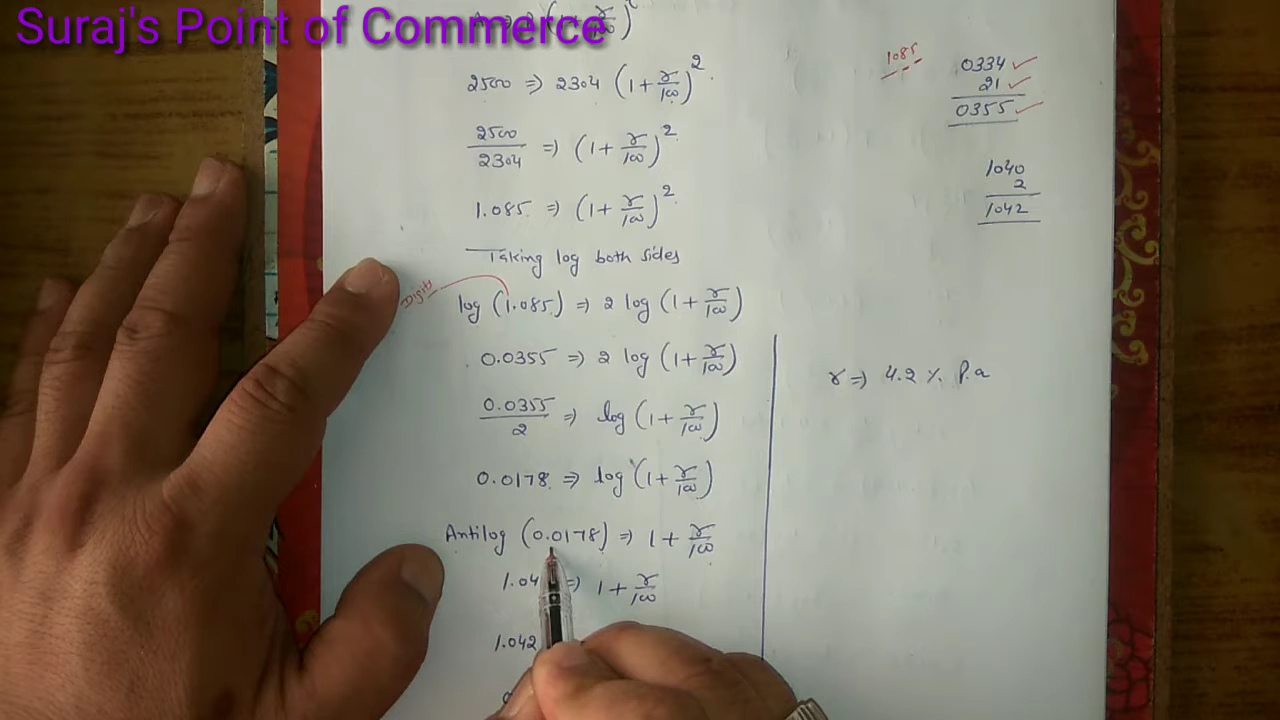 Suraj's Point of Commerce
2500 ⇒ 2304 (1 + r/100)²
2500/2304 ⇒ (1 + r/100)²
1.085 ⇒ (1 + r/100)²
Taking log both sides
log (1.085) ⇒ 2 log (1 + r/100)
0.0355 ⇒ 2 log (1 + r/100)
0.0355/2 ⇒ log (1 + r/100)
0.0178 ⇒ log (1 + r/100)
Antilog (0.0178) ⇒ 1 + r/100
1.04 ⇒ 1 + r/100
1.042
1085
0334
21
0355
1040
2
1042
r ⇒ 4.2 %. P.a